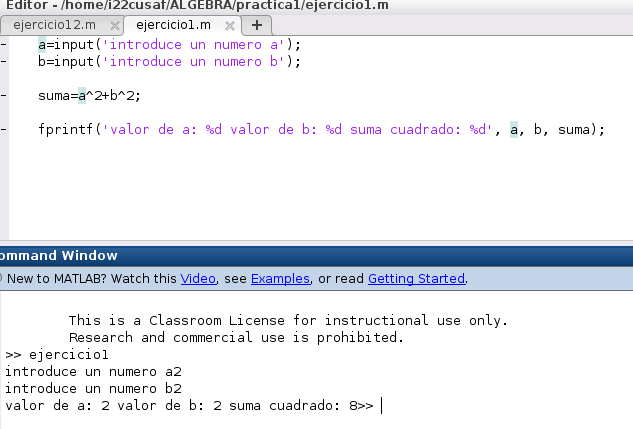 Editor - /home/i22cusaf/ALGEBRA/practica1/ejercicio1.m
ejercicio12.m × ejercicio1.m × +
a=input('introduce un numero a');
b=input('introduce un numero b');
suma=a^2+b^2;
fprintf('valor de a: %d valor de b: %d suma cuadrado: %d', a, b, suma);
ommand Window
New to MATLAB? Watch this Video, see Examples, or read Getting Started.
This is a Classroom License for instructional use only.
Research and commercial use is prohibited.
>> ejercicio1
introduce un numero a2
introduce un numero b2
valor de a: 2 valor de b: 2 suma cuadrado: 8>>